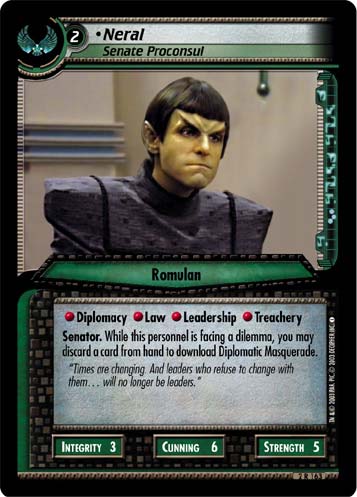 2
•Neral
Senate Proconsul
Romulan
Diplomacy Law Leadership Treachery
Senator. While this personnel is facing a dilemma, you may
discard a card from hand to download Diplomatic Masquerade.
"Times are changing. And leaders who refuse to change with
them... will no longer be leaders."
INTEGRITY 3 CUNNING 6 STRENGTH 5
2 R 163